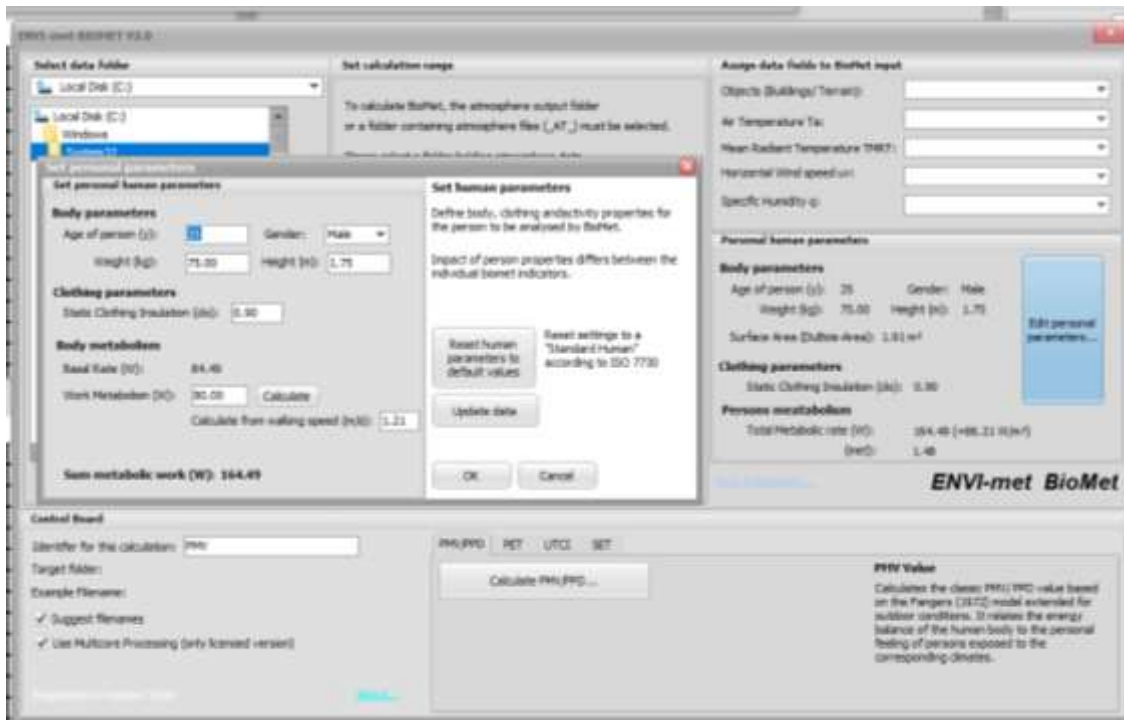 ENVI-met BIOMET V2.0
Select data folder
Local Disk (C:)
Local Disk (C:)
Windows
Set calculation range
To calculate BioMet, the atmosphere output folder
or a folder containing atmosphere files (_AT_) must be selected.
Assign data fields to BioMet input
Objects (Buildings/Terrain):
Air Temperature Ta:
Mean Radiant Temperature TMRT:
Horizontal Wind speed
Specific Humidity q:
Set personal human parameters
Body parameters
Age of person (y):
Gender: Male
Weight (kg): 75.00 Height (m): 1.75
Clothing parameters
Static Clothing Insulation (clo): 0.90
Body metabolism
Basal Rate (W): 84.49
Work Metabolism (W): 80.00 Calculate
Calculate from walking speed (m/s): 1.21
Sum metabolic work (W): 164.49
Set human parameters
Define body, clothing andactivity properties for
the person to be analysed by BioMet.
Impact of person properties differs between the
individual biomet indicators.
Reset human
parameters to
default values
Reset settings to a
"Standard Human"
according to ISO 7730
Update data
OK Cancel
Personal human parameters
Body parameters
Age of person (y): 35 Gender: Male
Weight (kg): 75.00 Height (m): 1.75
Surface Area (DuBois-Area): 1.91 m²
Edit personal
parameters...
Clothing parameters
Static Clothing Insulation (clo): 0.90
Persons meatabolism
Total Metabolic rate (W): 164.49 (=86.21 W/m²)
(met): 1.48
ENVI-met BioMet
Control Board
Identifier for this calculation: PMV
Target folder:
Example Filename:
✓ Suggest filenames
✓ Use Multicore Processing (only licensed version)
PMV/PPD PET UTCI SET
Calculate PMV/PPD...
PMV Value
Calculates the classic PMV/PPD value based
on the Fangers (1972) model extended for
outdoor conditions. It relates the energy
balance of the human body to the personal
feeling of persons exposed to the
corresponding climates.